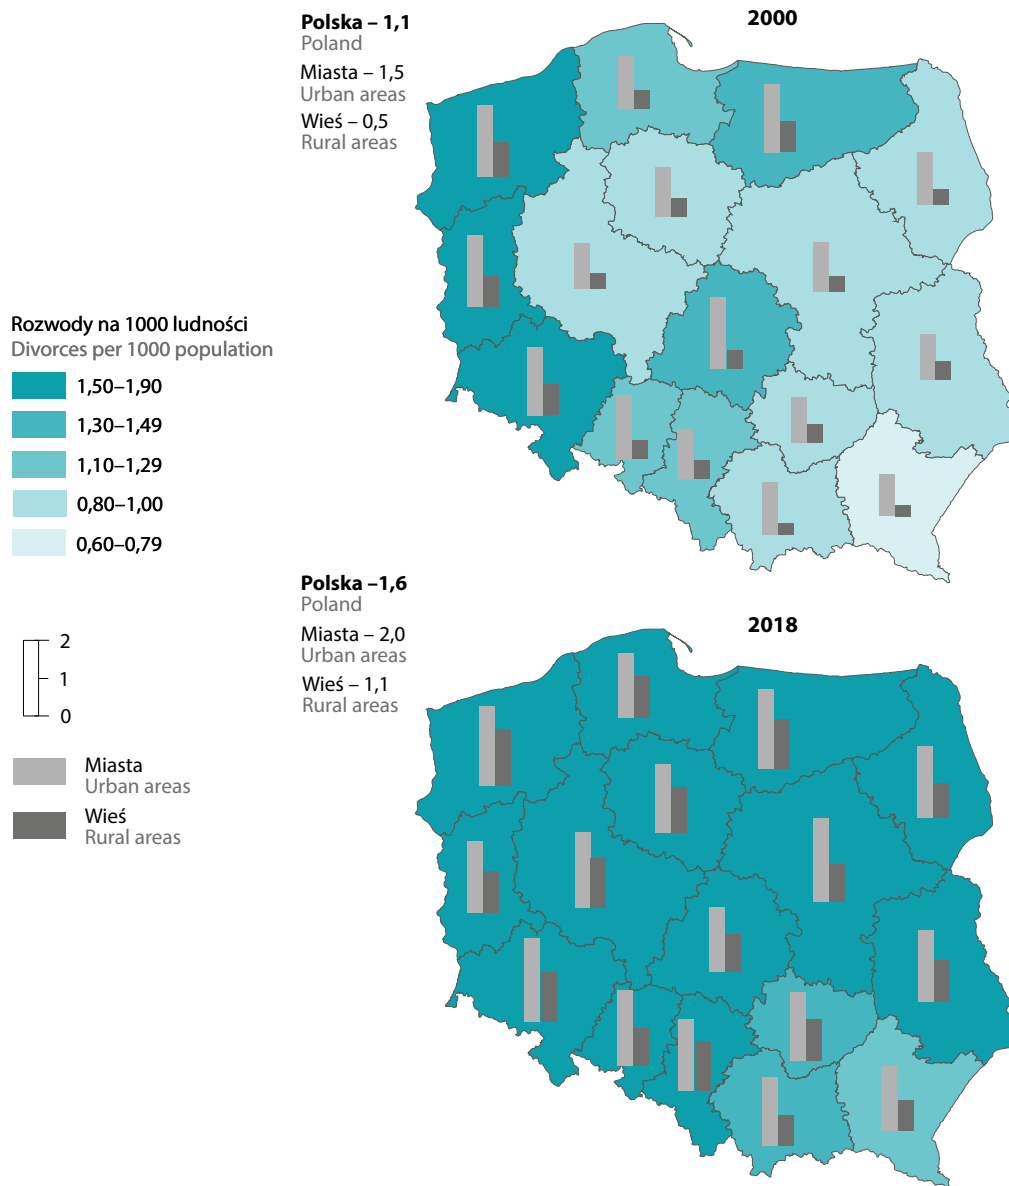 Polska – 1,1
Poland
Miasta – 1,5
Urban areas
Wieś – 0,5
Rural areas
2000
Rozwody na 1000 ludności
Divorces per 1000 population
1,50–1,90
1,30–1,49
1,10–1,29
0,80–1,00
0,60–0,79
Polska –1,6
Poland
Miasta – 2,0
Urban areas
Wieś – 1,1
Rural areas
2018
2
1
0
Miasta
Urban areas
Wieś
Rural areas